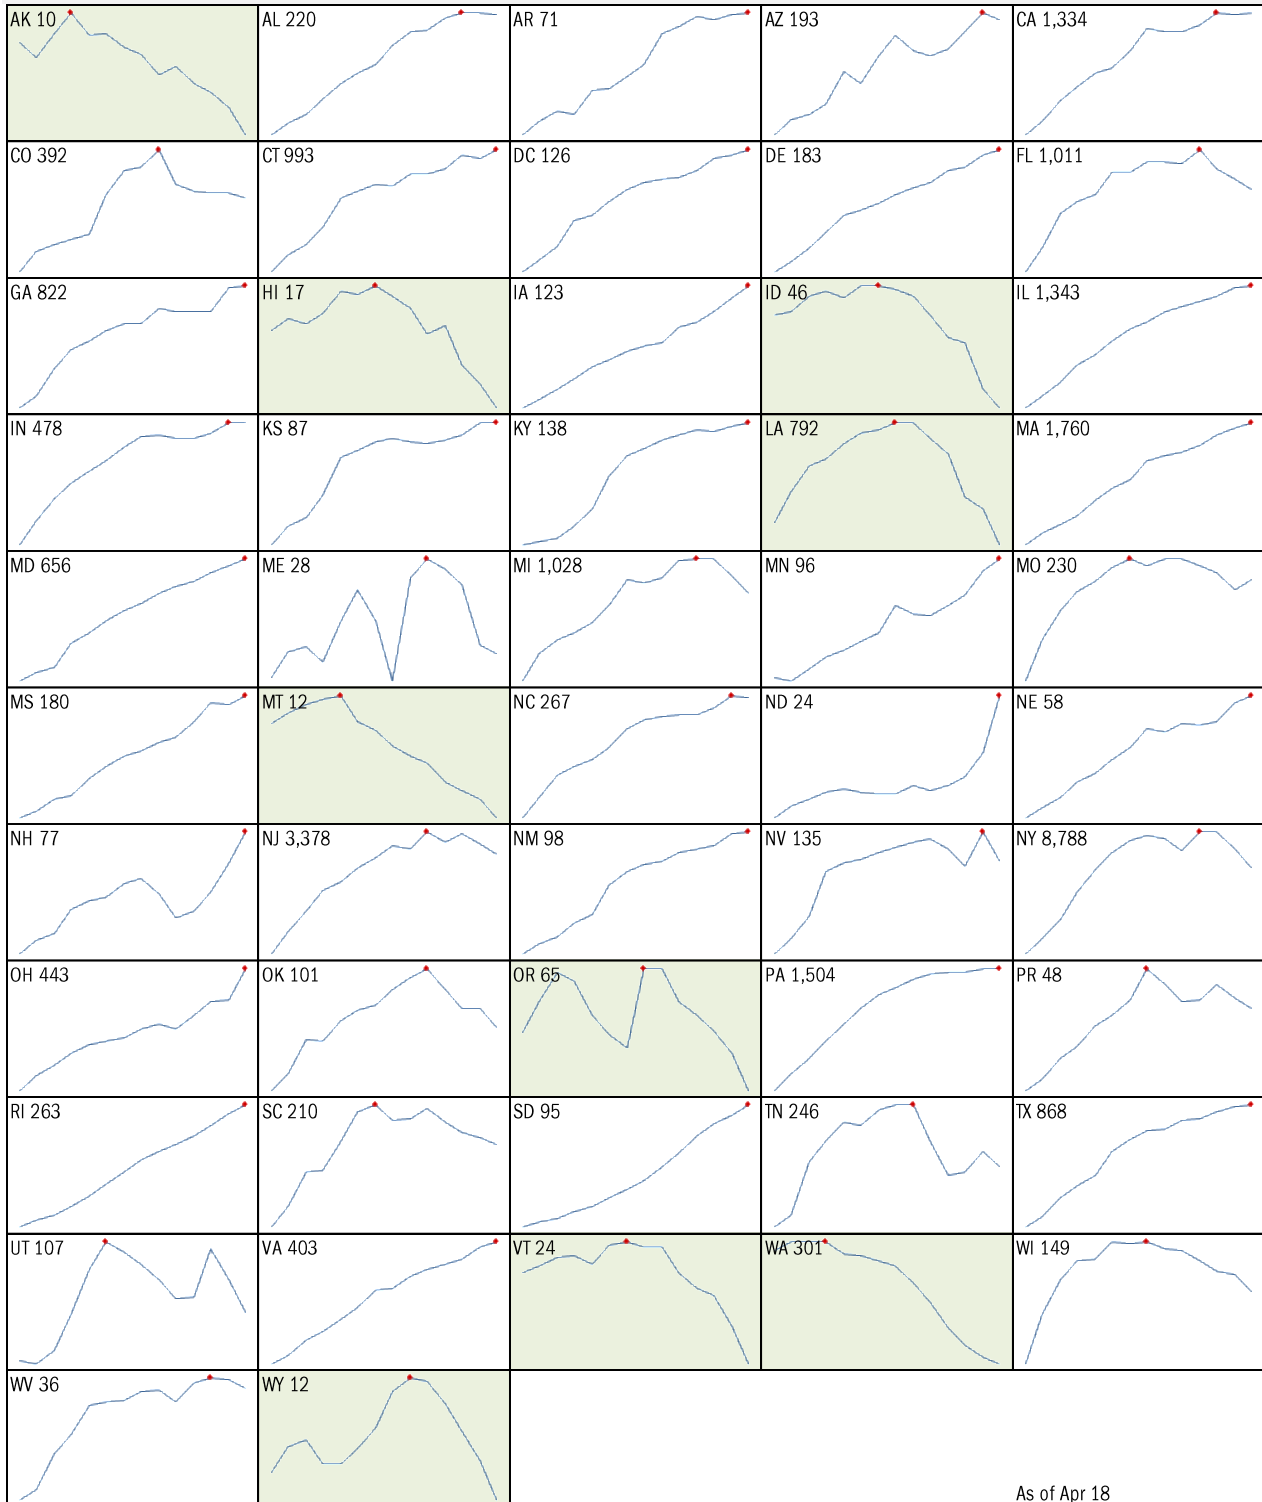 AK 10
AL 220
AR 71
AZ 193
CA 1,334
CO 392
CT 993
DC 126
DE 183
FL 1,011
GA 822
HI 17
IA 123
ID 46
IL 1,343
IN 478
KS 87
KY 138
LA 792
MA 1,760
MD 656
ME 28
MI 1,028
MN 96
MO 230
MS 180
MT 12
NC 267
ND 24
NE 58
NH 77
NJ 3,378
NM 98
NV 135
NY 8,788
OH 443
OK 101
OR 65
PA 1,504
PR 48
RI 263
SC 210
SD 95
TN 246
TX 868
UT 107
VA 403
VT 24
WA 301
WI 149
WV 36
WY 12
As of Apr 18